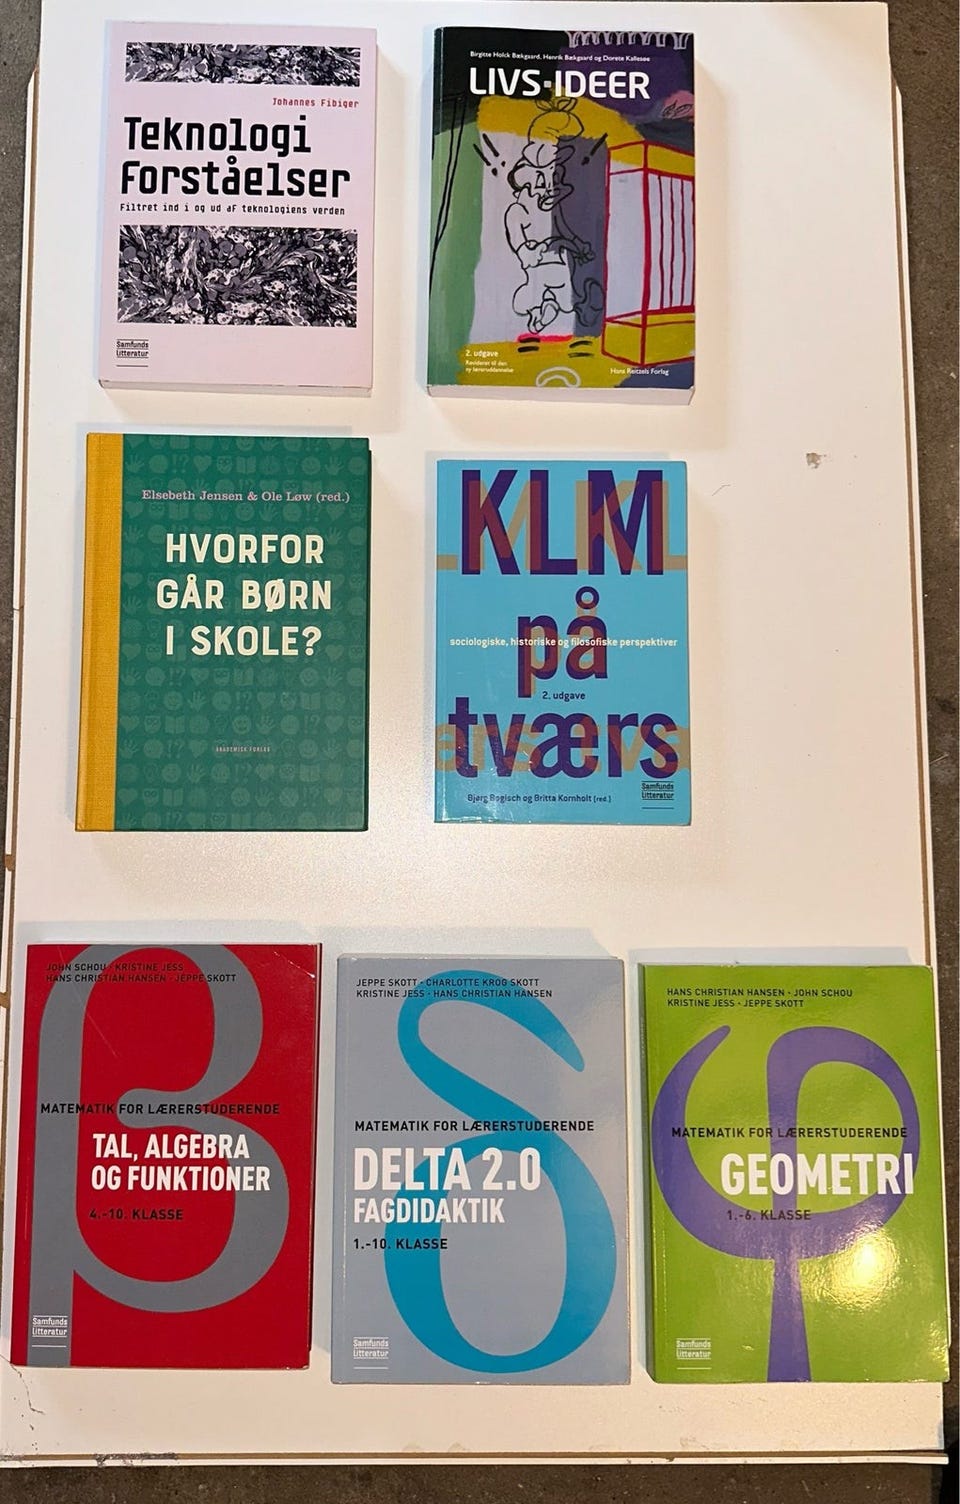 Johannes Fibiger
Teknologi
Forståelser
Filtret ind i og ud af teknologiens verden
Samfunds
litteratur
Birgitte Holck Bækgaard, Henrik Bækgaard og Dorete Kallesøe
LIVS·IDEER
2. udgave
Revideret til den
ny læreruddannelse
Hans Reitzels Forlag
Elsebeth Jensen & Ole Løw (red.)
HVORFOR
GÅR BØRN
I SKOLE?
AKADEMISK FORLAG
KLM
på
sociologiske, historiske og filosofiske perspektiver
2. udgave
tværs
Bjørg Bogisch og Britta Kornholt (red.)
Samfunds
litteratur
JOHN SCHOU · KRISTINE JESS
HANS CHRISTIAN HANSEN · JEPPE SKOTT
MATEMATIK FOR LÆRERSTUDERENDE
TAL, ALGEBRA
OG FUNKTIONER
4.-10. KLASSE
Samfunds
litteratur
JEPPE SKOTT · CHARLOTTE KROG SKOTT
KRISTINE JESS · HANS CHRISTIAN HANSEN
MATEMATIK FOR LÆRERSTUDERENDE
DELTA 2.0
FAGDIDAKTIK
1.-10. KLASSE
Samfunds
litteratur
HANS CHRISTIAN HANSEN · JOHN SCHOU
KRISTINE JESS · JEPPE SKOTT
MATEMATIK FOR LÆRERSTUDERENDE
GEOMETRI
1.-6. KLASSE
Samfunds
litteratur